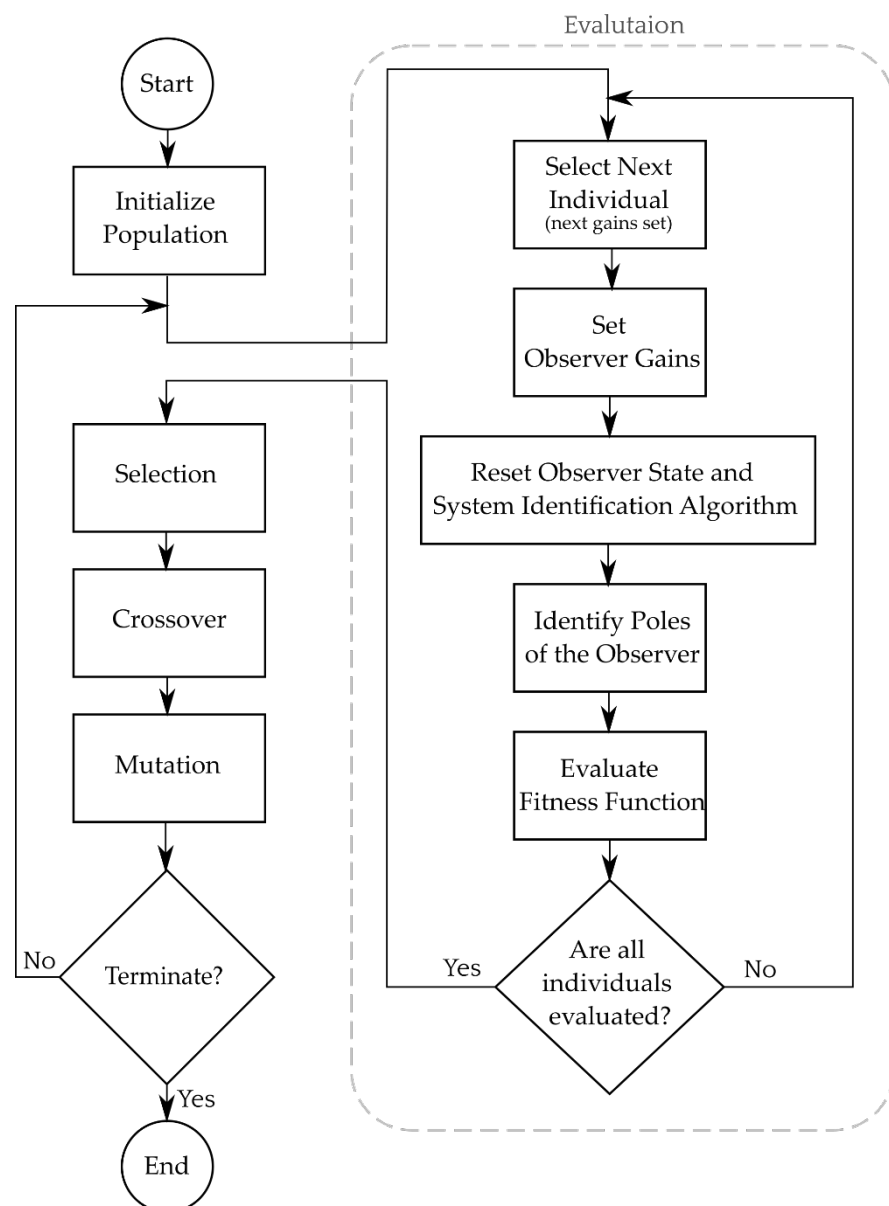 Evalutaion
Start
Initialize
Population
Selection
Crossover
Mutation
Terminate?
No
Yes
End
Select Next
Individual
(next gains set)
Set
Observer Gains
Reset Observer State and
System Identification Algorithm
Identify Poles
of the Observer
Evaluate
Fitness Function
Are all
individuals
evaluated?
Yes
No